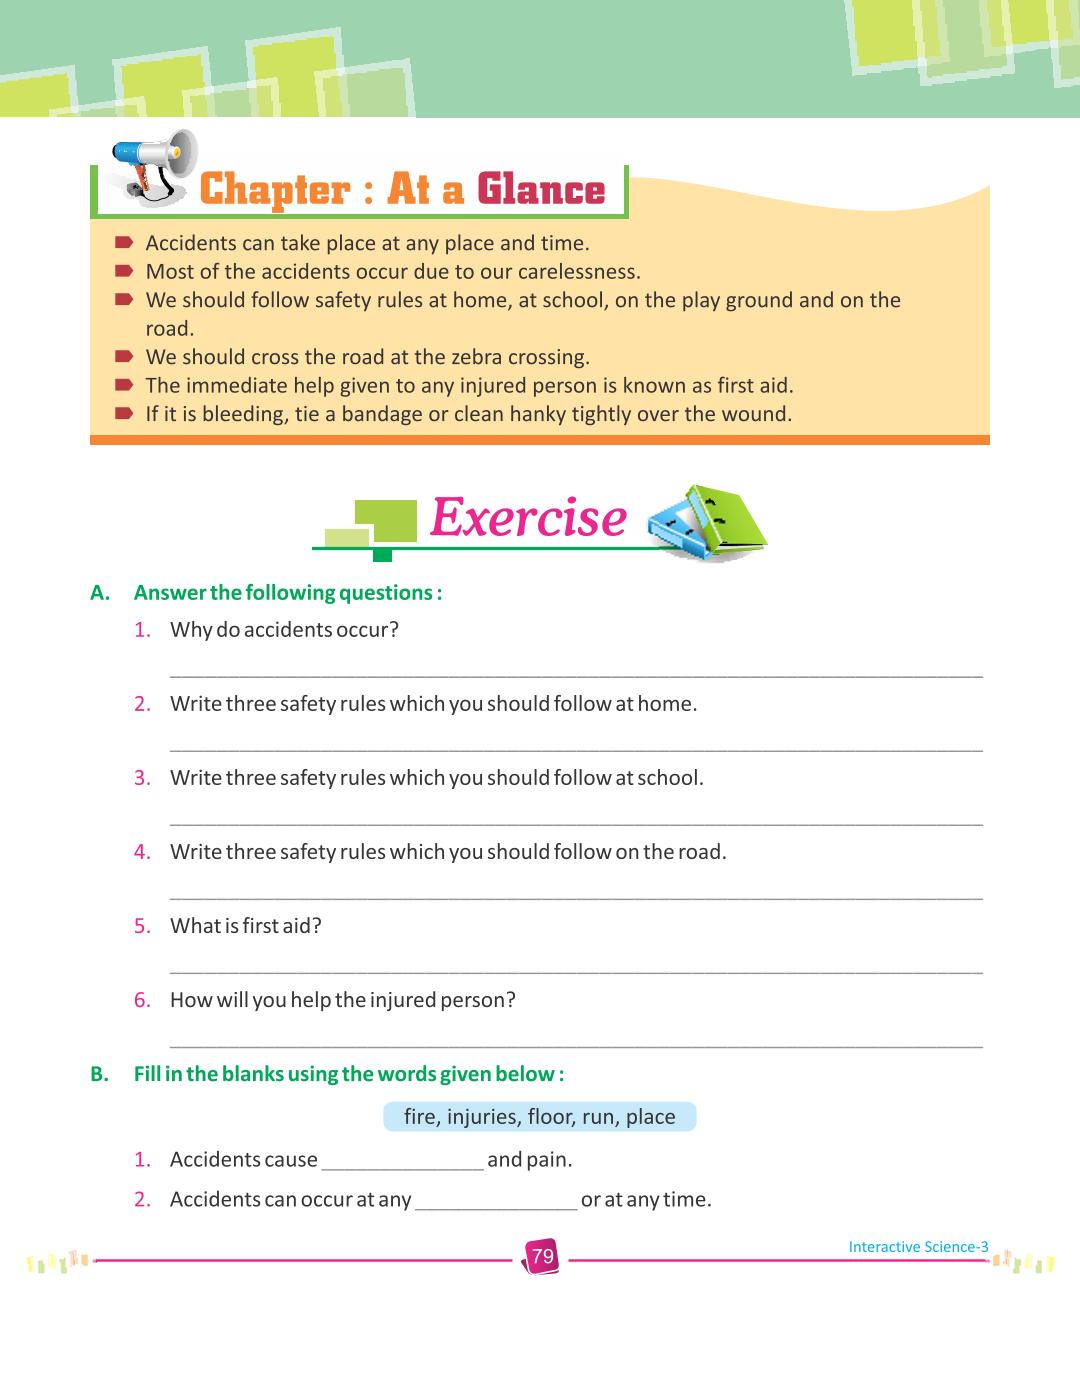 Chapter : At a Glance
Accidents can take place at any place and time.
Most of the accidents occur due to our carelessness.
We should follow safety rules at home, at school, on the play ground and on the
road.
We should cross the road at the zebra crossing.
The immediate help given to any injured person is known as first aid.
If it is bleeding, tie a bandage or clean hanky tightly over the wound.
Exercise
A. Answer the following questions :
1. Why do accidents occur?
2. Write three safety rules which you should follow at home.
3. Write three safety rules which you should follow at school.
4. Write three safety rules which you should follow on the road.
5. What is first aid?
6. How will you help the injured person?
B. Fill in the blanks using the words given below :
fire, injuries, floor, run, place
1. Accidents cause _______________ and pain.
2. Accidents can occur at any _______________ or at any time.
Interactive Science-3
79